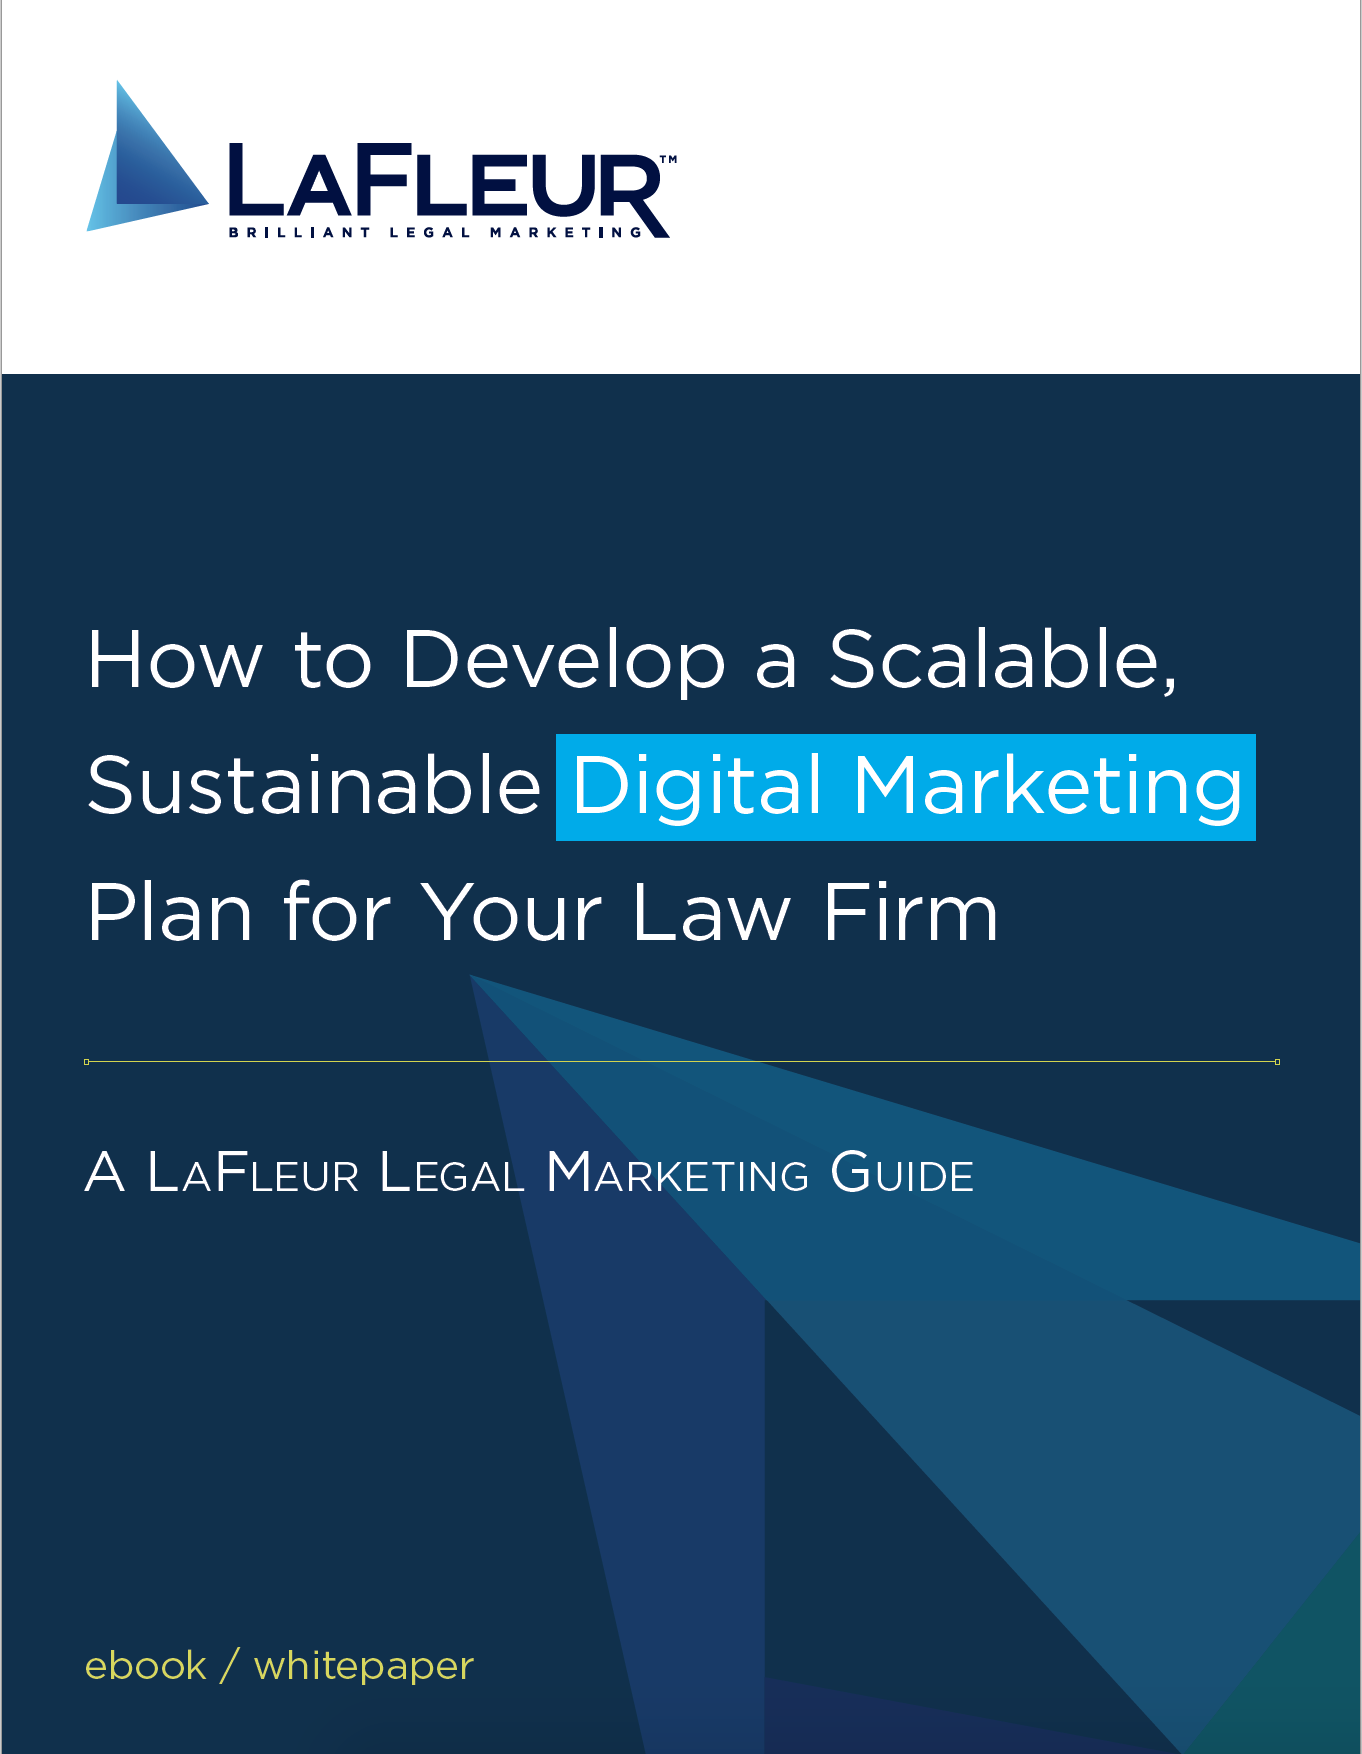 LAFLEUR™
BRILLIANT LEGAL MARKETING
How to Develop a Scalable,
Sustainable Digital Marketing
Plan for Your Law Firm
A LaFleur Legal Marketing Guide
ebook / whitepaper